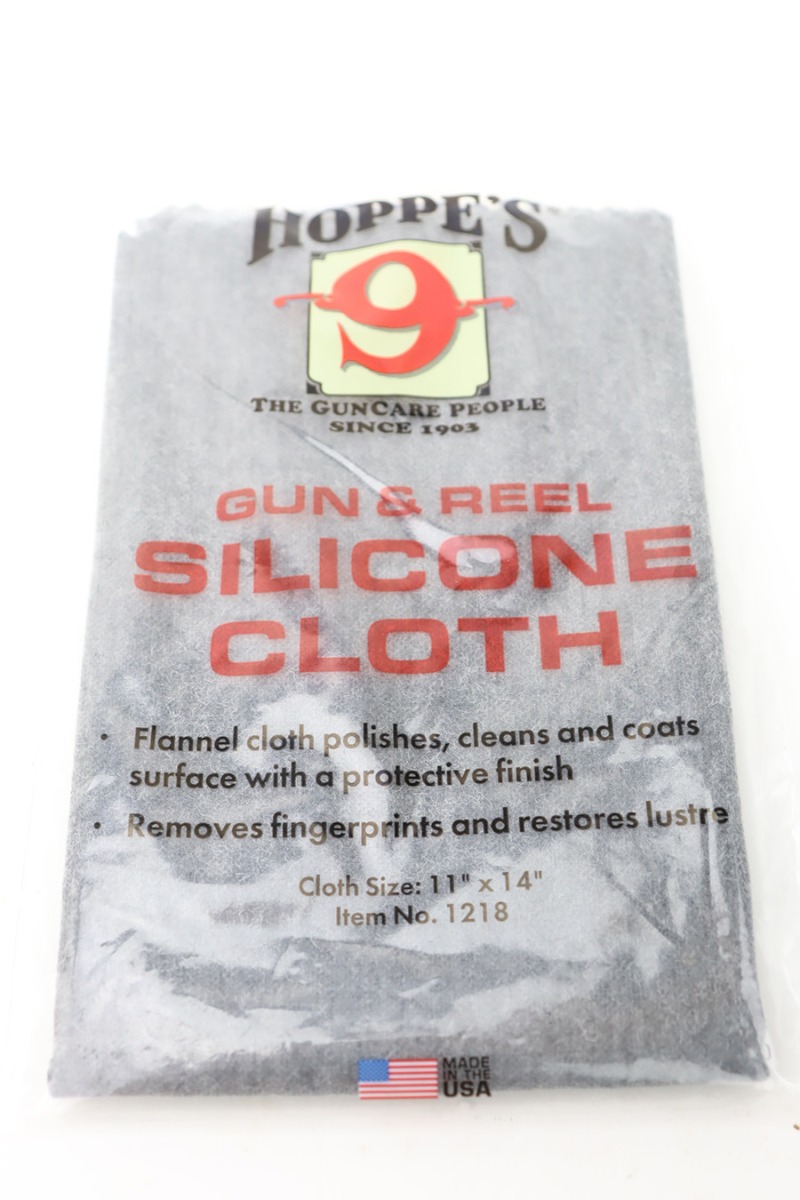 HOPPE'S
9
THE GUNCARE PEOPLE
SINCE 1903
GUN & REEL
SILICONE
CLOTH
• Flannel cloth polishes, cleans and coats
surface with a protective finish
• Removes fingerprints and restores lustre
Cloth Size: 11" x 14"
Item No. 1218
MADE
IN THE
USA